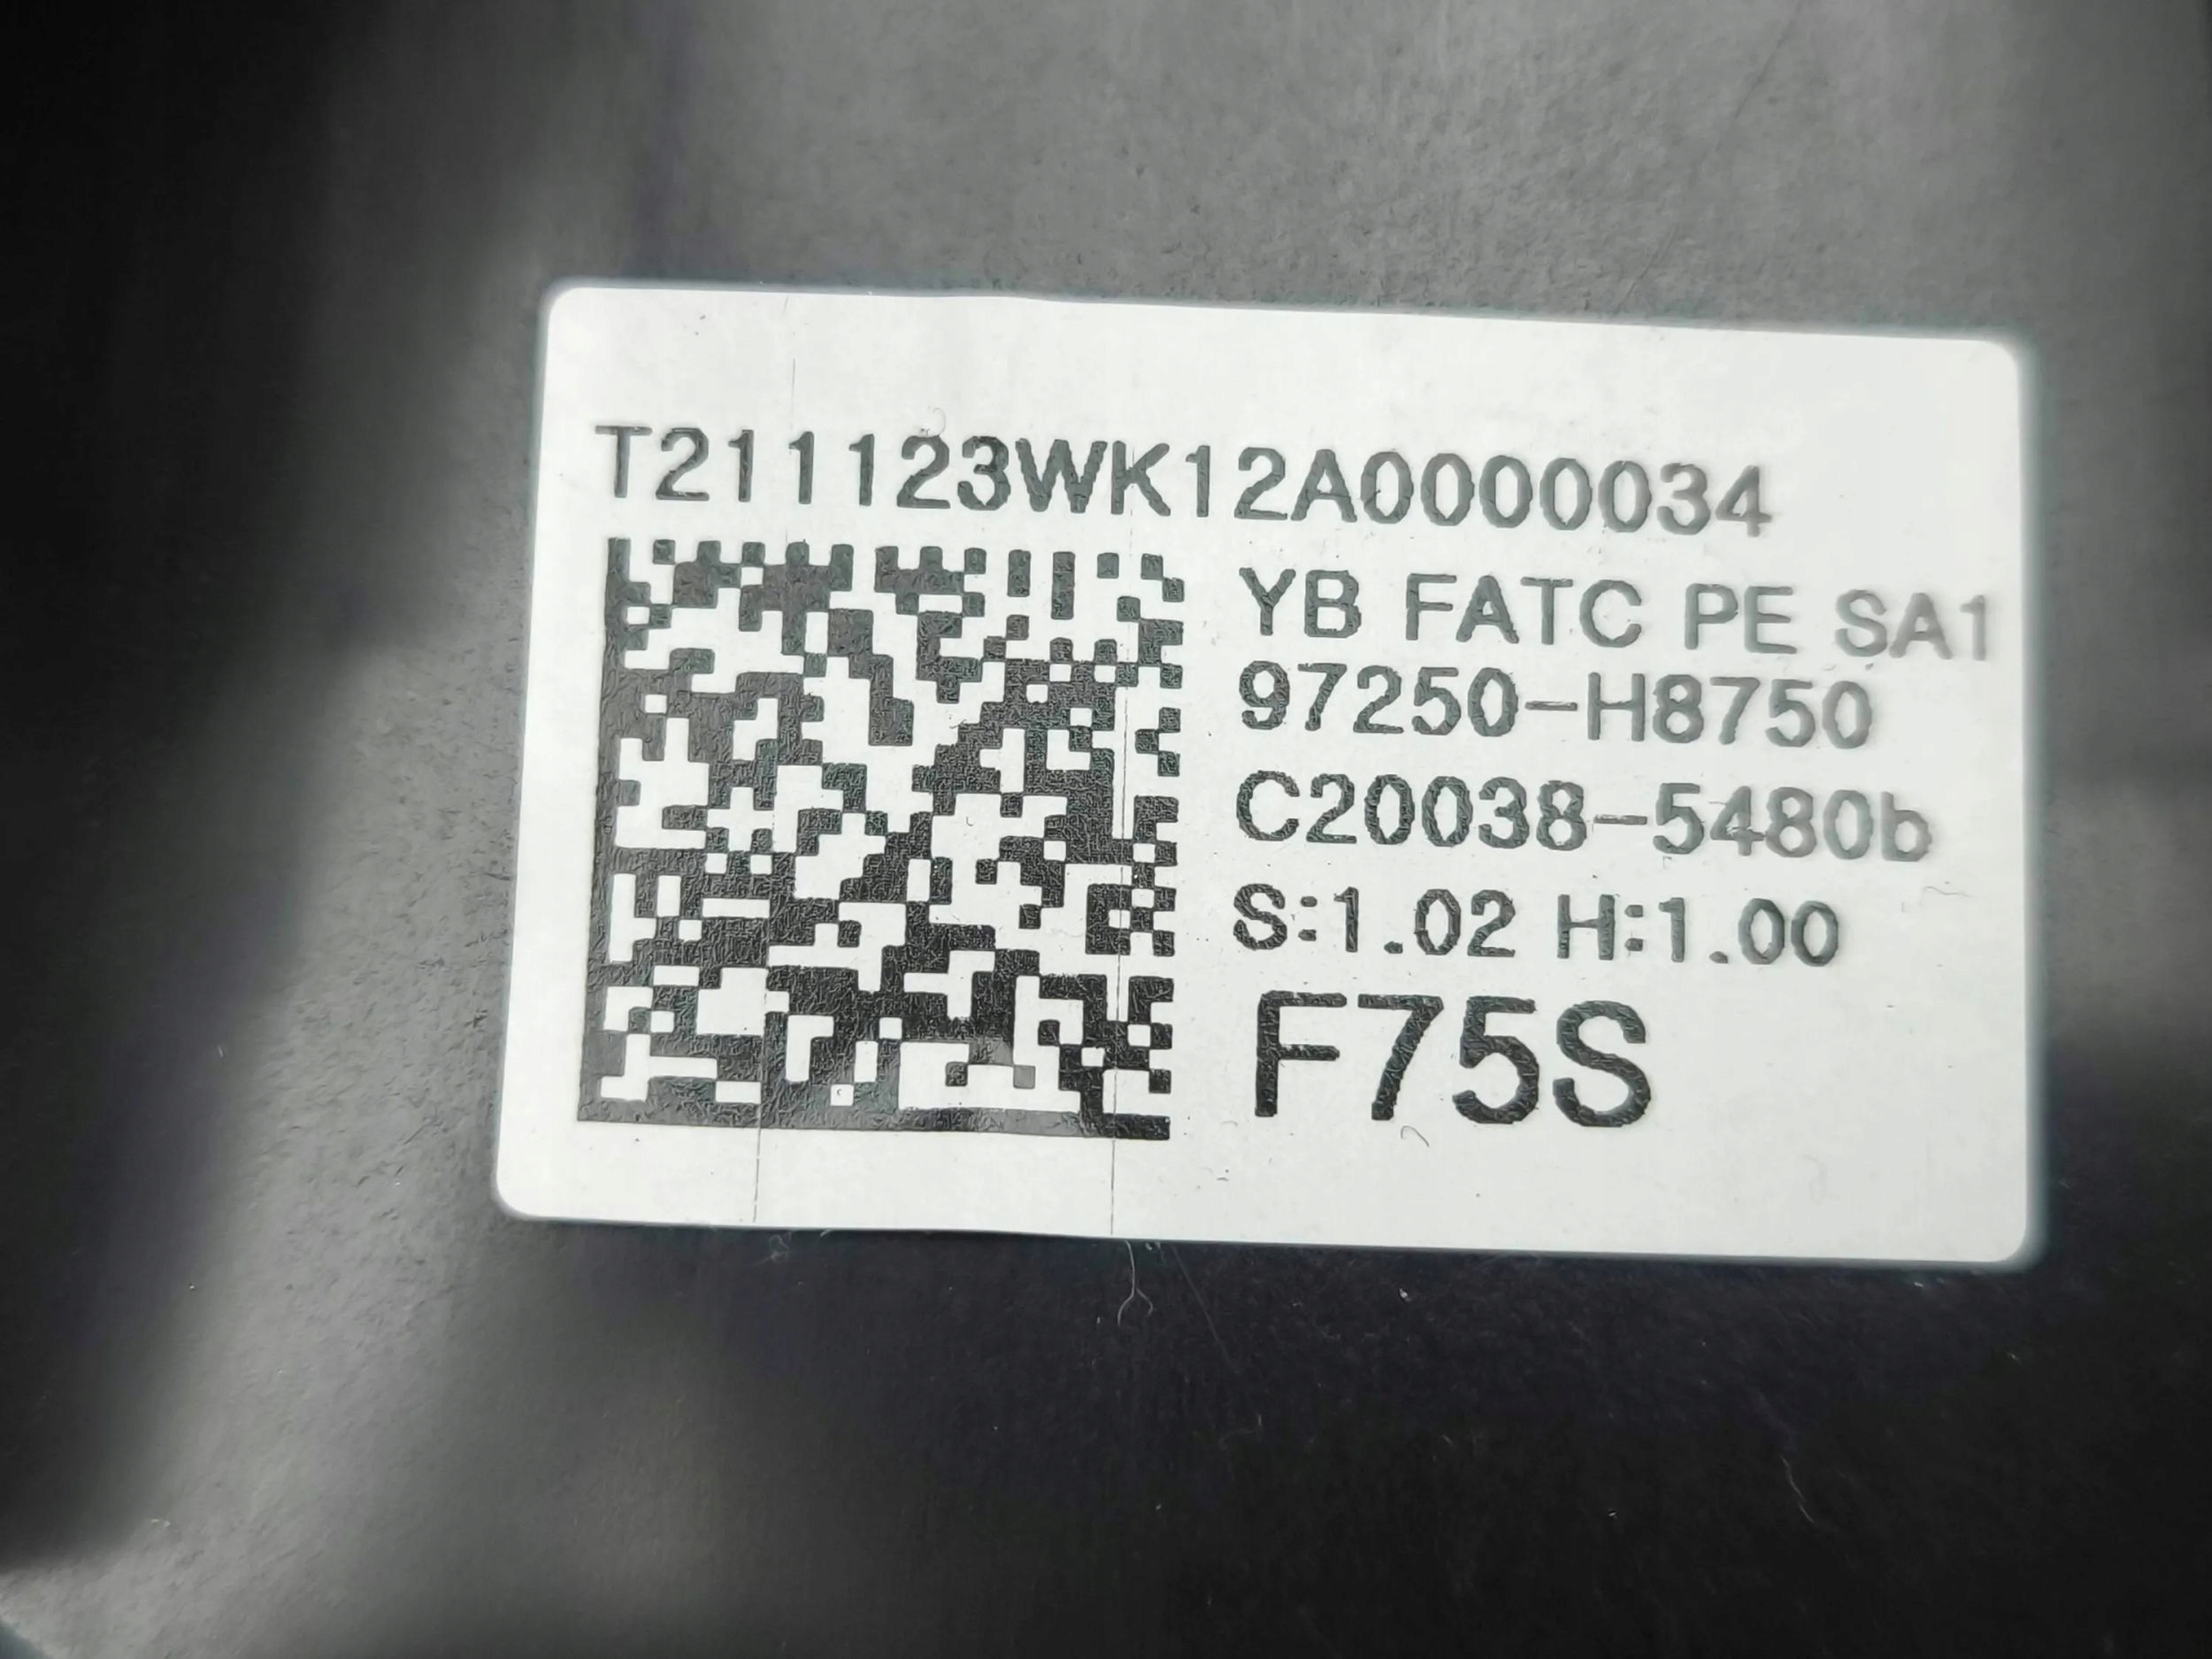 T211123WK12A0000034
YB FATC PE SA1
97250-H8750
C20038-5480b
S:1.02 H:1.00
F75S